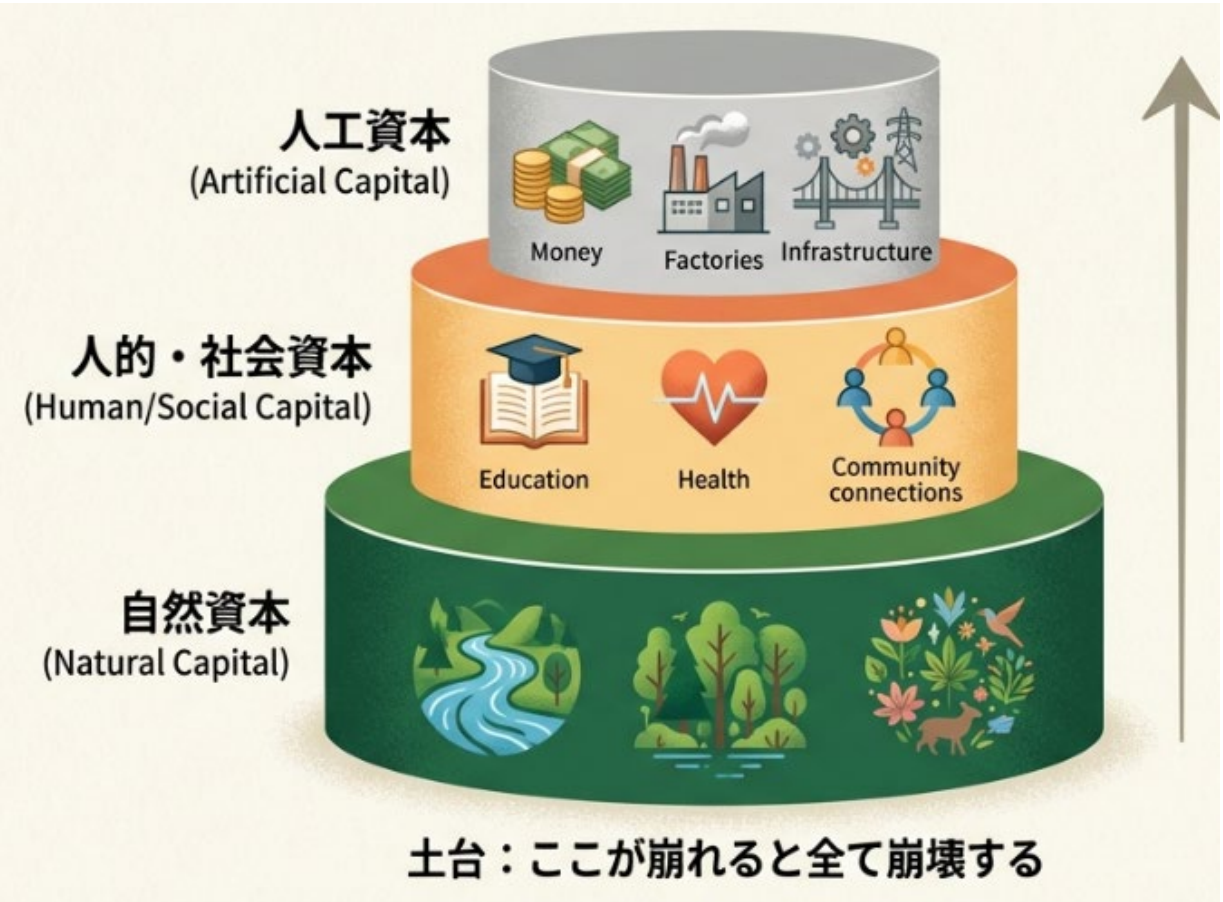 人工資本
(Artificial Capital)
Money
Factories
Infrastructure
人的・社会資本
(Human/Social Capital)
Education
Health
Community
connections
自然資本
(Natural Capital)
土台：ここが崩れると全て崩壊する